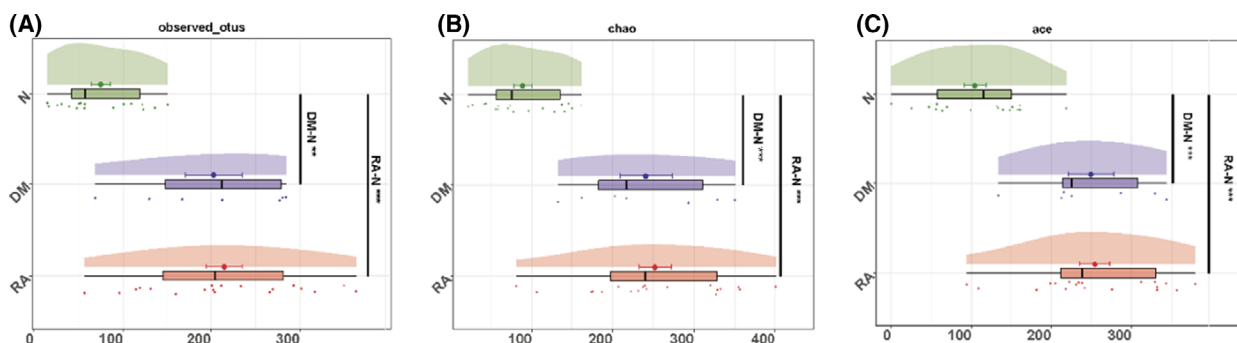 (A)
observed_otus
N
DM
RA
DM-N **
RA-N ***
0 100 200 300
(B)
chao
N
DM
RA
DM-N ***
RA-N ***
100 200 300 400
(C)
ace
N
DM
RA
DM-N ***
RA-N ***
0 100 200 300